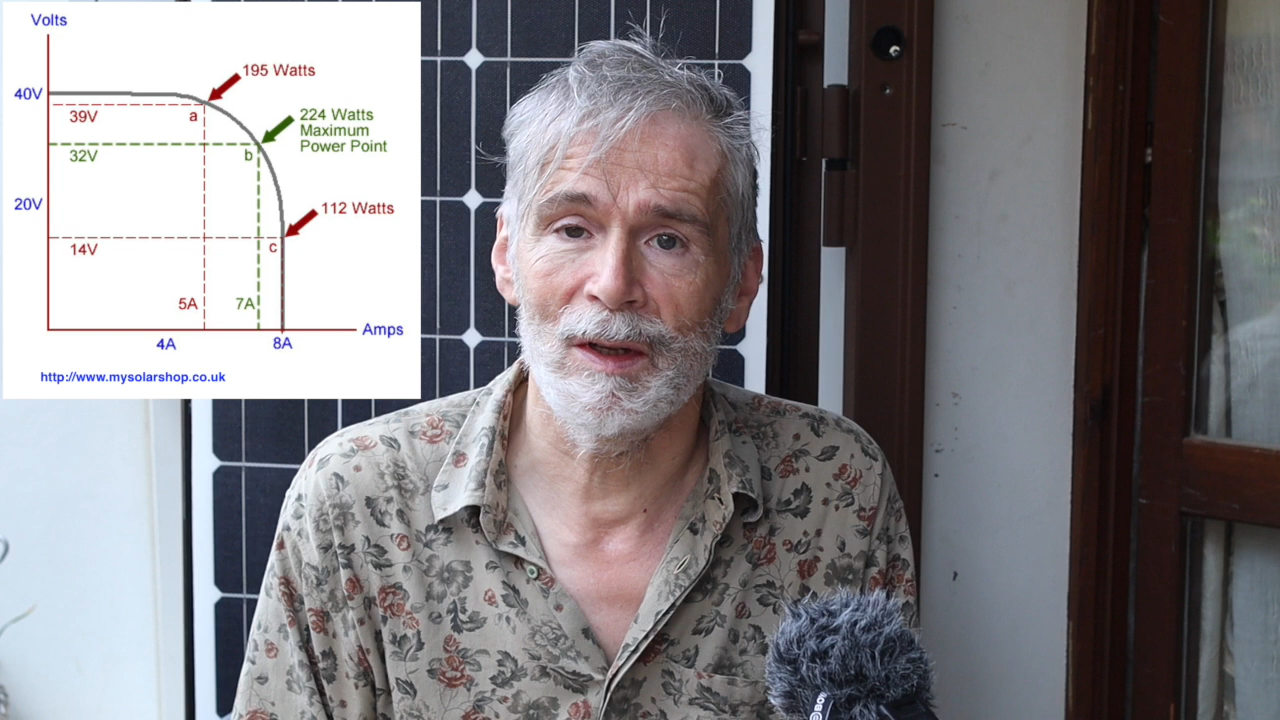 Volts
195 Watts
40V
39V
a
224 Watts
Maximum
Power Point
32V
b
20V
112 Watts
14V
c
5A
7A
Amps
4A
8A
http://www.mysolarshop.co.uk